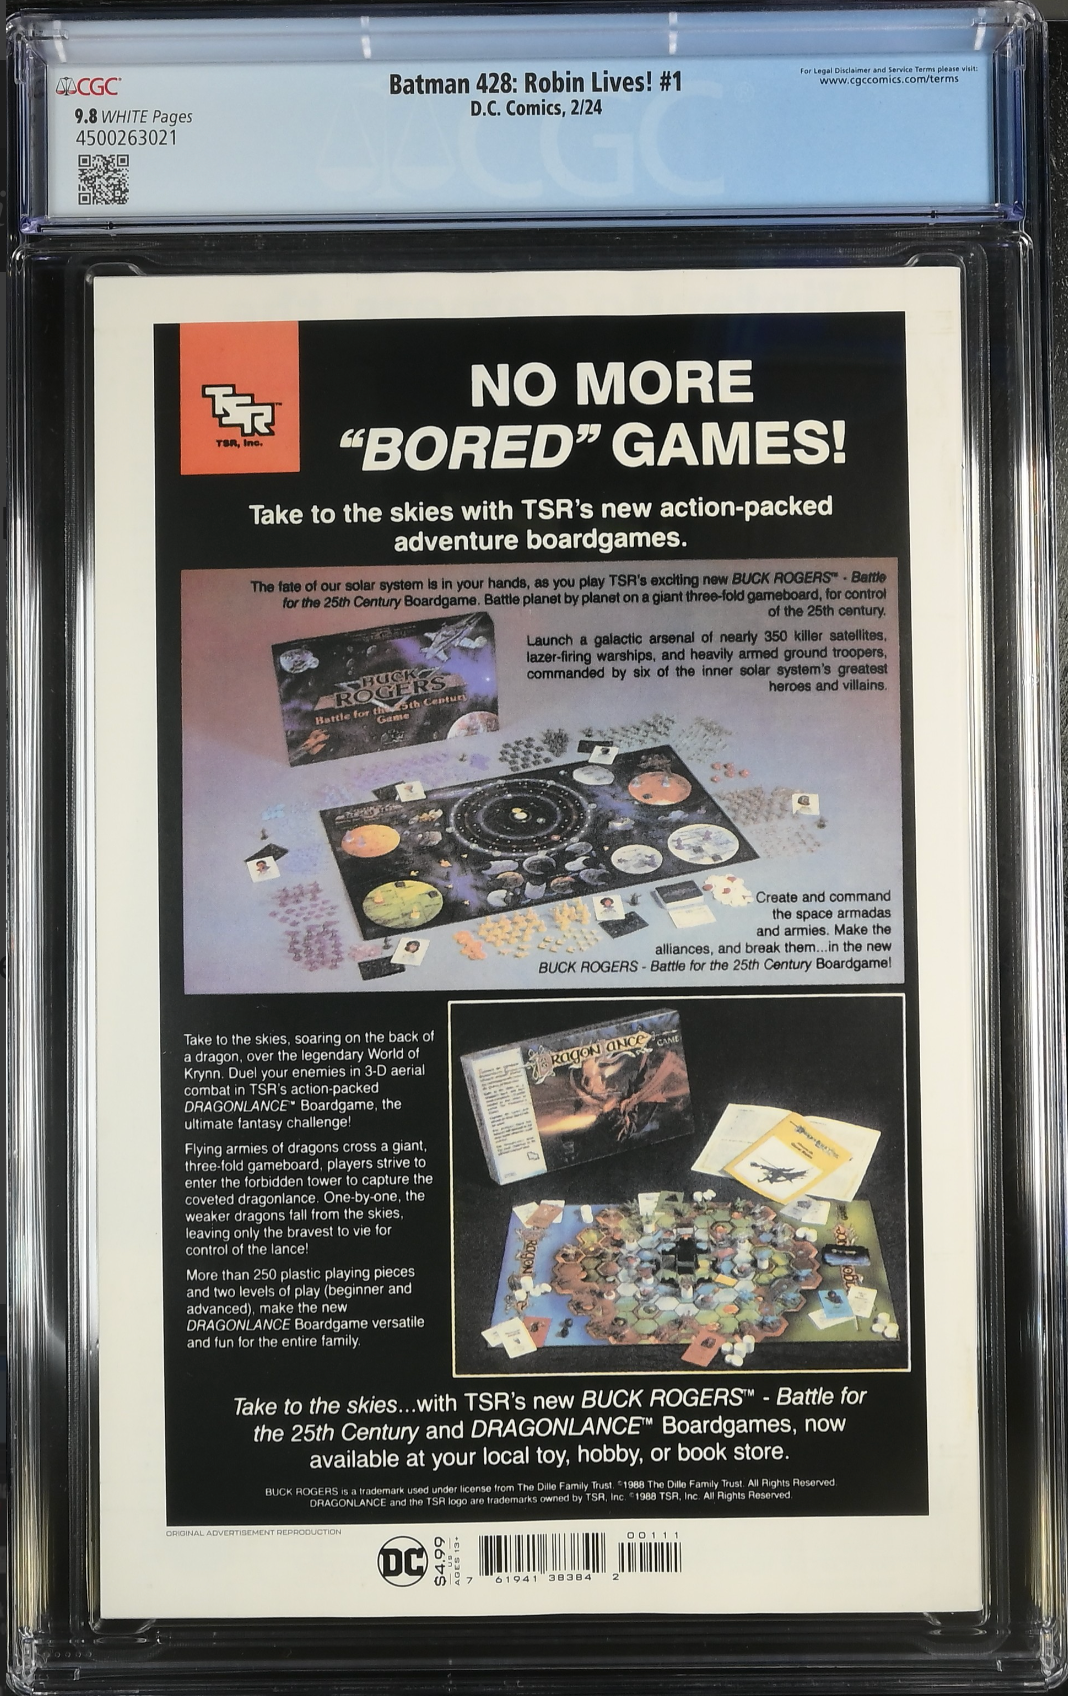 CGC
9.8 WHITE Pages
4500263021
Batman 428: Robin Lives! #1
D.C. Comics, 2/24
For Legal Disclaimer and Service Terms please visit:
www.cgccomics.com/terms
CGC
TSR™
TSR, Inc.
NO MORE
“BORED” GAMES!
Take to the skies with TSR’s new action-packed
adventure boardgames.
The fate of our solar system is in your hands, as you play TSR’s exciting new BUCK ROGERS™ - Battle
for the 25th Century Boardgame. Battle planet by planet on a giant three-fold gameboard, for control
of the 25th century.
Launch a galactic arsenal of nearly 350 killer satellites,
lazer-firing warships, and heavily armed ground troopers,
commanded by six of the inner solar system’s greatest
heroes and villains.
BUCK
ROGERS
Battle for the 25th Century
Game
Create and command
the space armadas
and armies. Make the
alliances, and break them...in the new
BUCK ROGERS - Battle for the 25th Century Boardgame!
Take to the skies, soaring on the back of
a dragon, over the legendary World of
Krynn. Duel your enemies in 3-D aerial
combat in TSR’s action-packed
DRAGONLANCE™ Boardgame, the
ultimate fantasy challenge!
Flying armies of dragons cross a giant,
three-fold gameboard, players strive to
enter the forbidden tower to capture the
coveted dragonlance. One-by-one, the
weaker dragons fall from the skies,
leaving only the bravest to vie for
control of the lance!
More than 250 plastic playing pieces
and two levels of play (beginner and
advanced), make the new
DRAGONLANCE Boardgame versatile
and fun for the entire family.
DRAGONLANCE GAME
Take to the skies...with TSR’s new BUCK ROGERS™ - Battle for
the 25th Century and DRAGONLANCE™ Boardgames, now
available at your local toy, hobby, or book store.
BUCK ROGERS is a trademark used under license from The Dille Family Trust. ©1988 The Dille Family Trust. All Rights Reserved.
DRAGONLANCE and the TSR logo are trademarks owned by TSR, Inc. ©1988 TSR, Inc. All Rights Reserved.
ORIGINAL ADVERTISEMENT REPRODUCTION
DC
$4.99
US
AGES 13+
00111
7 61941 38384 2